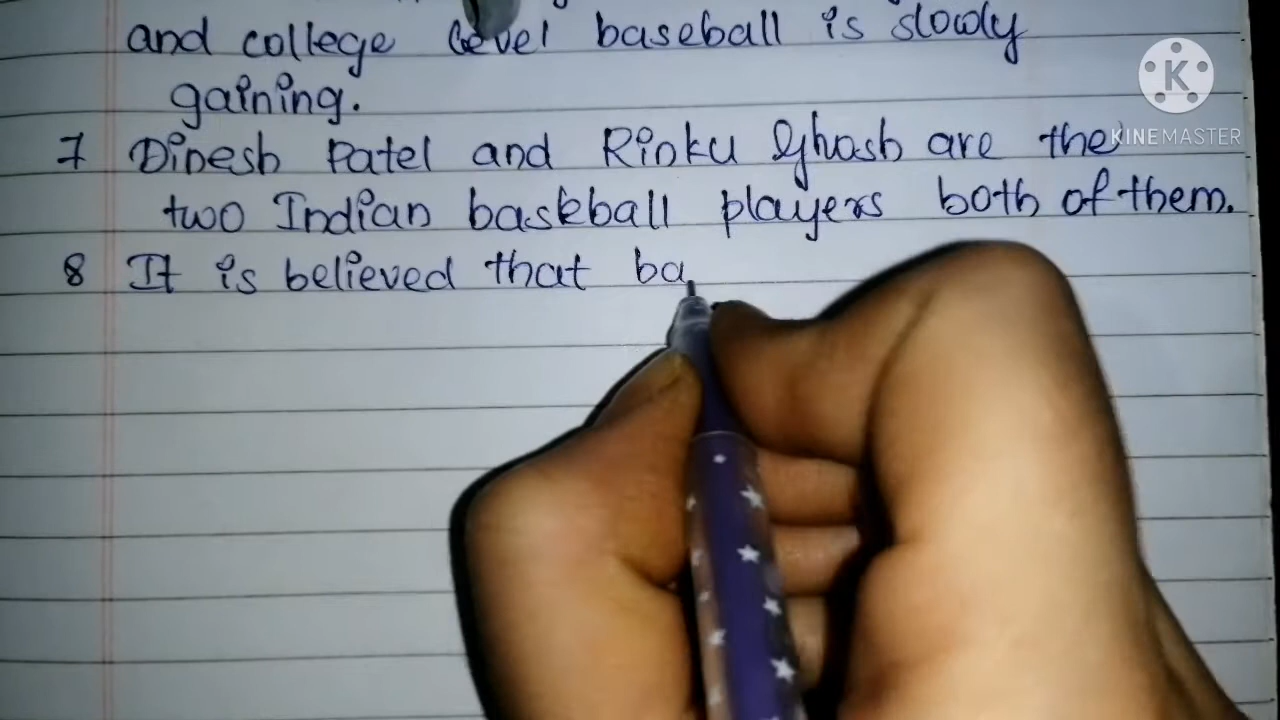 and college level baseball is slowly
gaining.
7 Dinesh Patel and Rinku Ghosh are the
two Indian baskball players both of them.
8 It is believed that ba
K
KINEMASTER